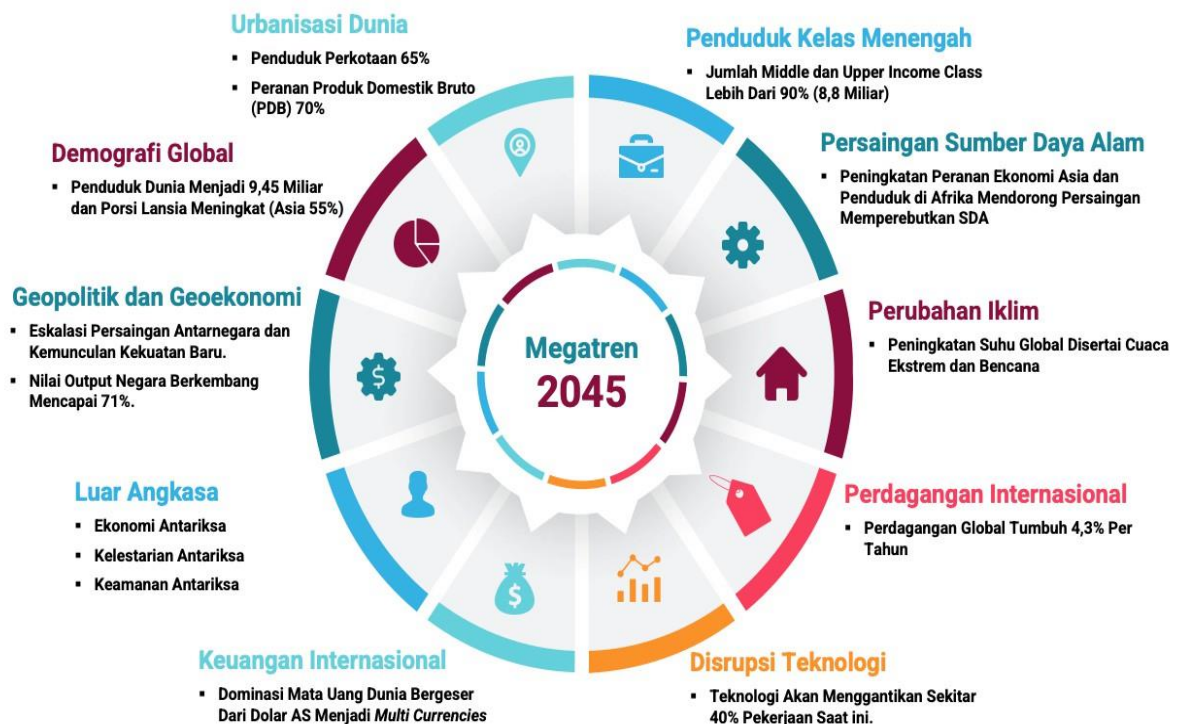 Urbanisasi Dunia
▪ Penduduk Perkotaan 65%
▪ Peranan Produk Domestik Bruto
(PDB) 70%
Penduduk Kelas Menengah
▪ Jumlah Middle dan Upper Income Class
Lebih Dari 90% (8,8 Miliar)
Demografi Global
▪ Penduduk Dunia Menjadi 9,45 Miliar
dan Porsi Lansia Meningkat (Asia 55%)
Persaingan Sumber Daya Alam
▪ Peningkatan Peranan Ekonomi Asia dan
Penduduk di Afrika Mendorong Persaingan
Memperebutkan SDA
Geopolitik dan Geoekonomi
▪ Eskalasi Persaingan Antarnegara dan
Kemunculan Kekuatan Baru.
▪ Nilai Output Negara Berkembang
Mencapai 71%.
Megatren
2045
Perubahan Iklim
▪ Peningkatan Suhu Global Disertai Cuaca
Ekstrem dan Bencana
Luar Angkasa
▪ Ekonomi Antariksa
▪ Kelestarian Antariksa
▪ Keamanan Antariksa
Perdagangan Internasional
▪ Perdagangan Global Tumbuh 4,3% Per
Tahun
Keuangan Internasional
▪ Dominasi Mata Uang Dunia Bergeser
Dari Dolar AS Menjadi Multi Currencies
Disrupsi Teknologi
▪ Teknologi Akan Menggantikan Sekitar
40% Pekerjaan Saat ini.